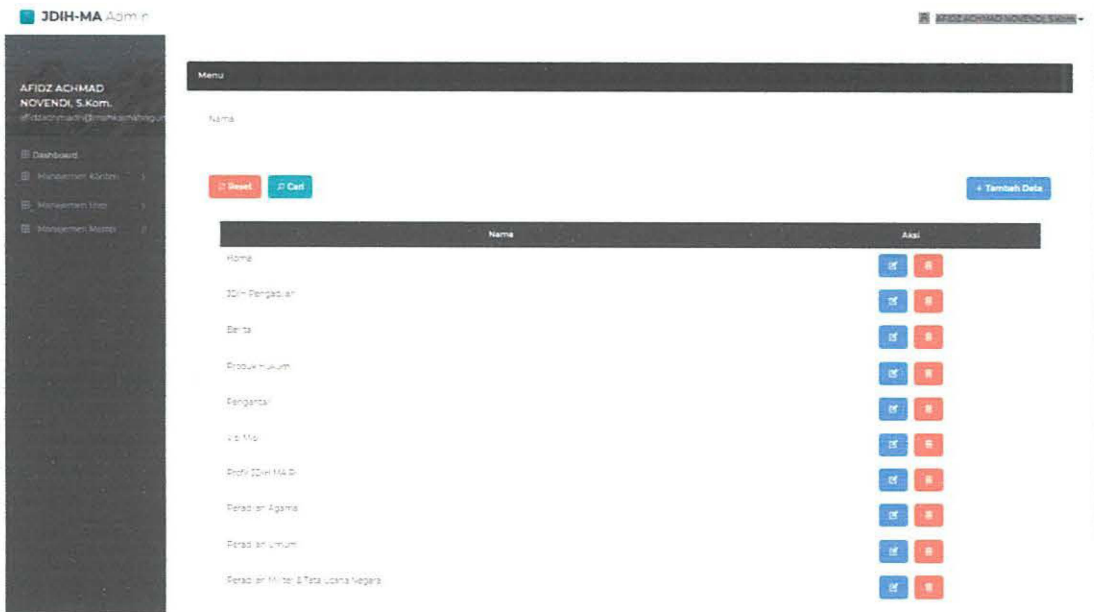 JDIH-MA Admin
AFIDZ ACHMAD NOVENDI, S.Kom.
AFIDZ ACHMAD
NOVENDI, S.Kom.
Dashboard
Manajemen Konten
Manajemen User
Manajemen Master
Menu
Nama
Reset
Cari
+ Tambah Data
Nama Aksi
Home
JDIH Pengaduan
Berita
Produk Hukum
Pengantar
Visi Misi
Profil JDIH MA RI
Peradilan Agama
Peradilan Umum
Peradilan Militer & Tata Usaha Negara